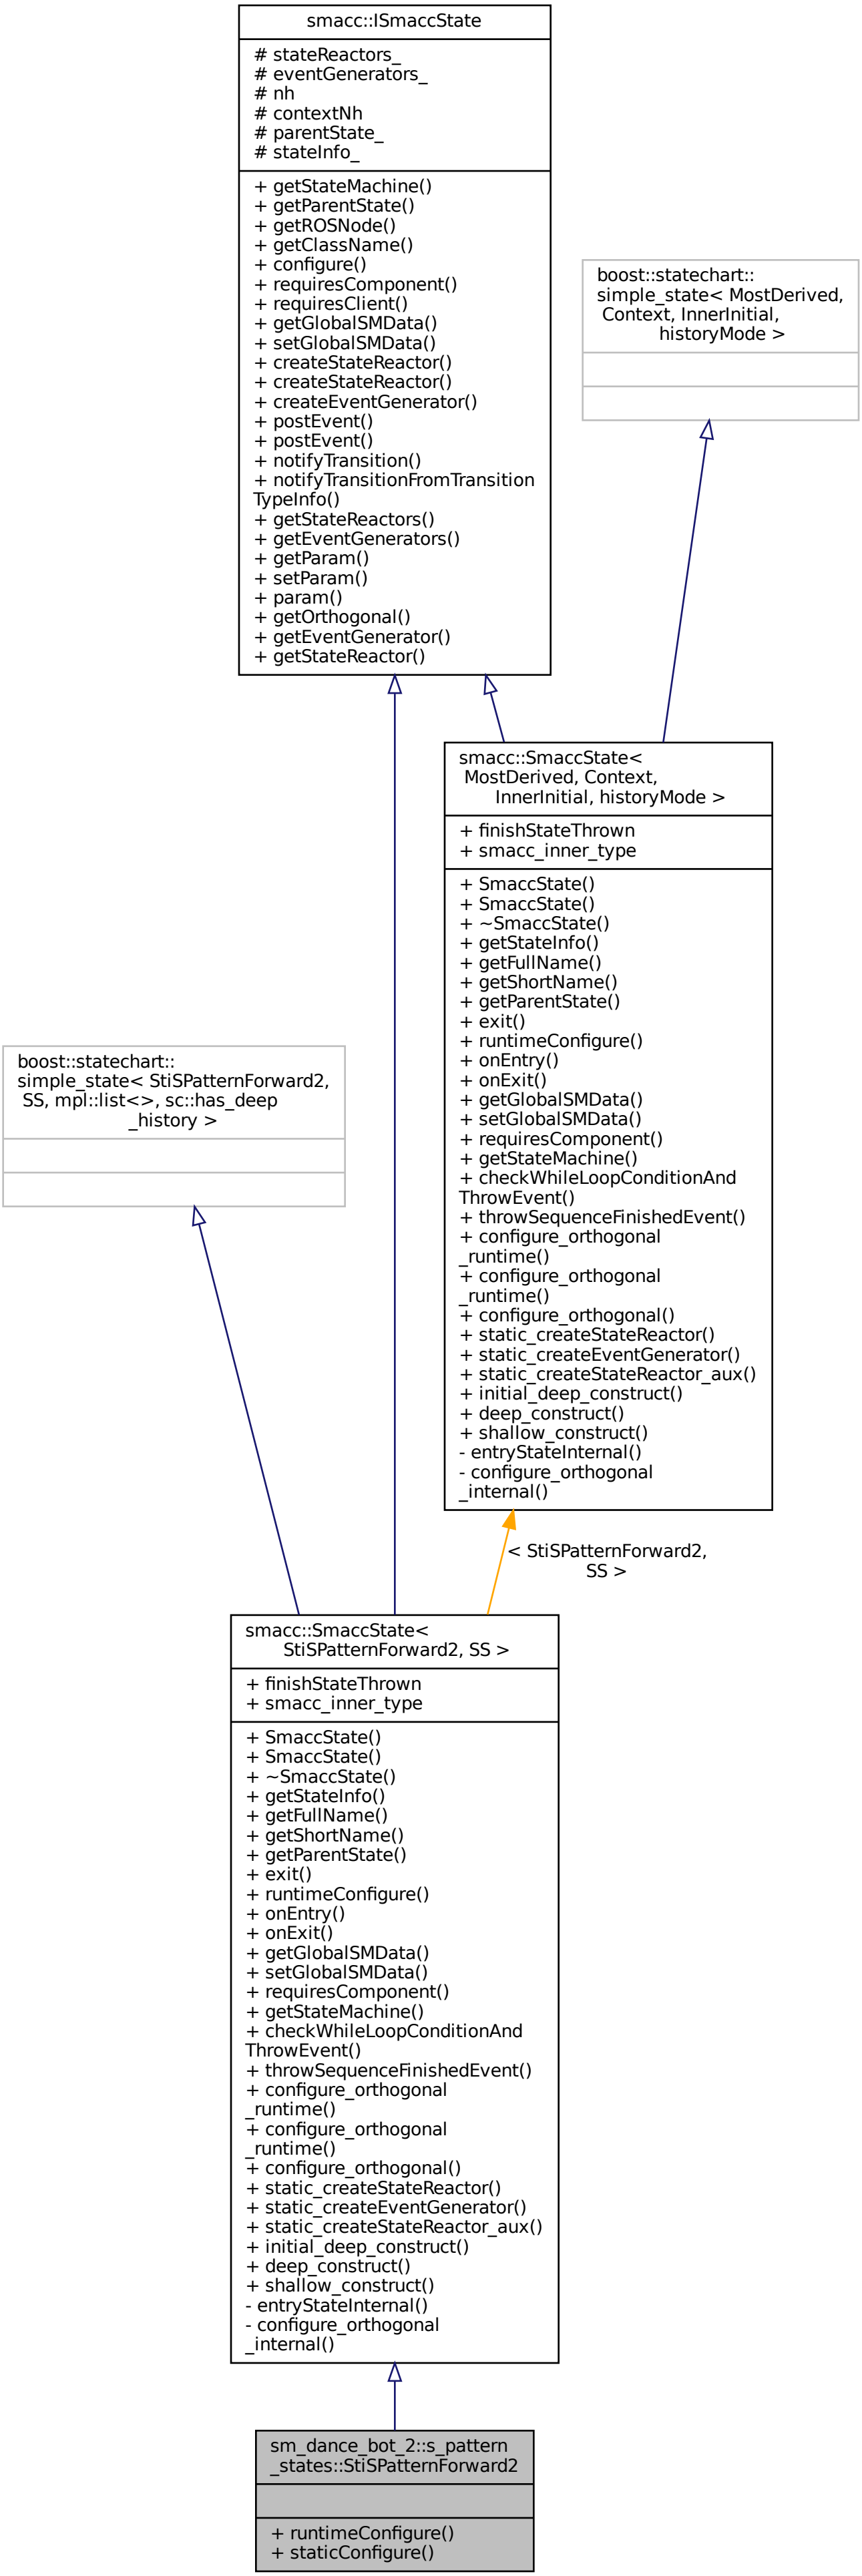 smacc::ISmaccState
# stateReactors_
# eventGenerators_
# nh
# contextNh
# parentState_
# stateInfo_
+ getStateMachine()
+ getParentState()
+ getROSNode()
+ getClassName()
+ configure()
+ requiresComponent()
+ requiresClient()
+ getGlobalSMData()
+ setGlobalSMData()
+ createStateReactor()
+ createStateReactor()
+ createEventGenerator()
+ postEvent()
+ postEvent()
+ notifyTransition()
+ notifyTransitionFromTransition
TypeInfo()
+ getStateReactors()
+ getEventGenerators()
+ getParam()
+ setParam()
+ param()
+ getOrthogonal()
+ getEventGenerator()
+ getStateReactor()
boost::statechart::
simple_state< MostDerived,
Context, InnerInitial,
historyMode >
smacc::SmaccState<
MostDerived, Context,
InnerInitial, historyMode >
+ finishStateThrown
+ smacc_inner_type
+ SmaccState()
+ SmaccState()
+ ~SmaccState()
+ getStateInfo()
+ getFullName()
+ getShortName()
+ getParentState()
+ exit()
+ runtimeConfigure()
+ onEntry()
+ onExit()
+ getGlobalSMData()
+ setGlobalSMData()
+ requiresComponent()
+ getStateMachine()
+ checkWhileLoopConditionAnd
ThrowEvent()
+ throwSequenceFinishedEvent()
+ configure_orthogonal
_runtime()
+ configure_orthogonal
_runtime()
+ configure_orthogonal()
+ static_createStateReactor()
+ static_createEventGenerator()
+ static_createStateReactor_aux()
+ initial_deep_construct()
+ deep_construct()
+ shallow_construct()
- entryStateInternal()
- configure_orthogonal
_internal()
boost::statechart::
simple_state< StiSPatternForward2,
SS, mpl::list<>, sc::has_deep
_history >
< StiSPatternForward2,
SS >
smacc::SmaccState<
StiSPatternForward2, SS >
+ finishStateThrown
+ smacc_inner_type
+ SmaccState()
+ SmaccState()
+ ~SmaccState()
+ getStateInfo()
+ getFullName()
+ getShortName()
+ getParentState()
+ exit()
+ runtimeConfigure()
+ onEntry()
+ onExit()
+ getGlobalSMData()
+ setGlobalSMData()
+ requiresComponent()
+ getStateMachine()
+ checkWhileLoopConditionAnd
ThrowEvent()
+ throwSequenceFinishedEvent()
+ configure_orthogonal
_runtime()
+ configure_orthogonal
_runtime()
+ configure_orthogonal()
+ static_createStateReactor()
+ static_createEventGenerator()
+ static_createStateReactor_aux()
+ initial_deep_construct()
+ deep_construct()
+ shallow_construct()
- entryStateInternal()
- configure_orthogonal
_internal()
sm_dance_bot_2::s_pattern
_states::StiSPatternForward2
+ runtimeConfigure()
+ staticConfigure()